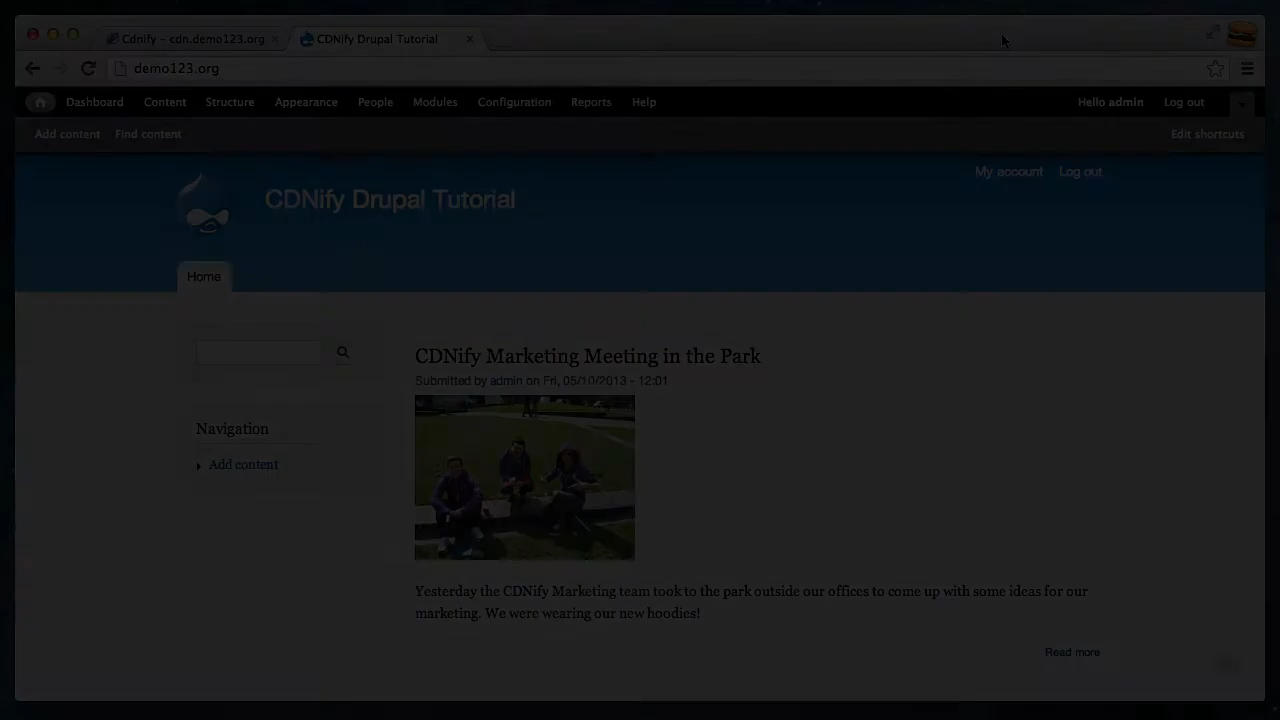 Cdnify – cdn.demo123.org
CDNify Drupal Tutorial
demo123.org
Dashboard Content Structure Appearance People Modules Configuration Reports Help Hello admin Log out
Add content Find content Edit shortcuts
My account Log out
CDNify Drupal Tutorial
Home
CDNify Marketing Meeting in the Park
Submitted by admin on Fri, 05/10/2013 - 12:01
Navigation
Add content
Yesterday the CDNify Marketing team took to the park outside our offices to come up with some ideas for our
marketing. We were wearing our new hoodies!
Read more